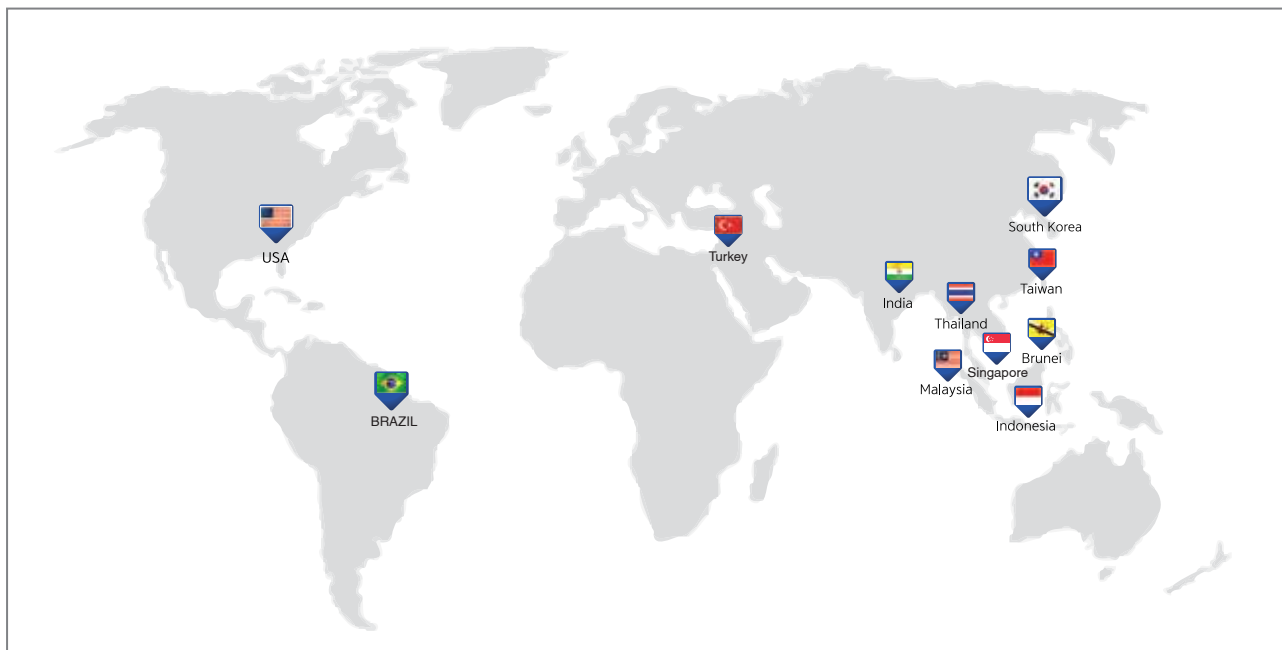 South Korea
USA
Turkey
Taiwan
India
Thailand
Brunei
Singapore
Malaysia
BRAZIL
Indonesia